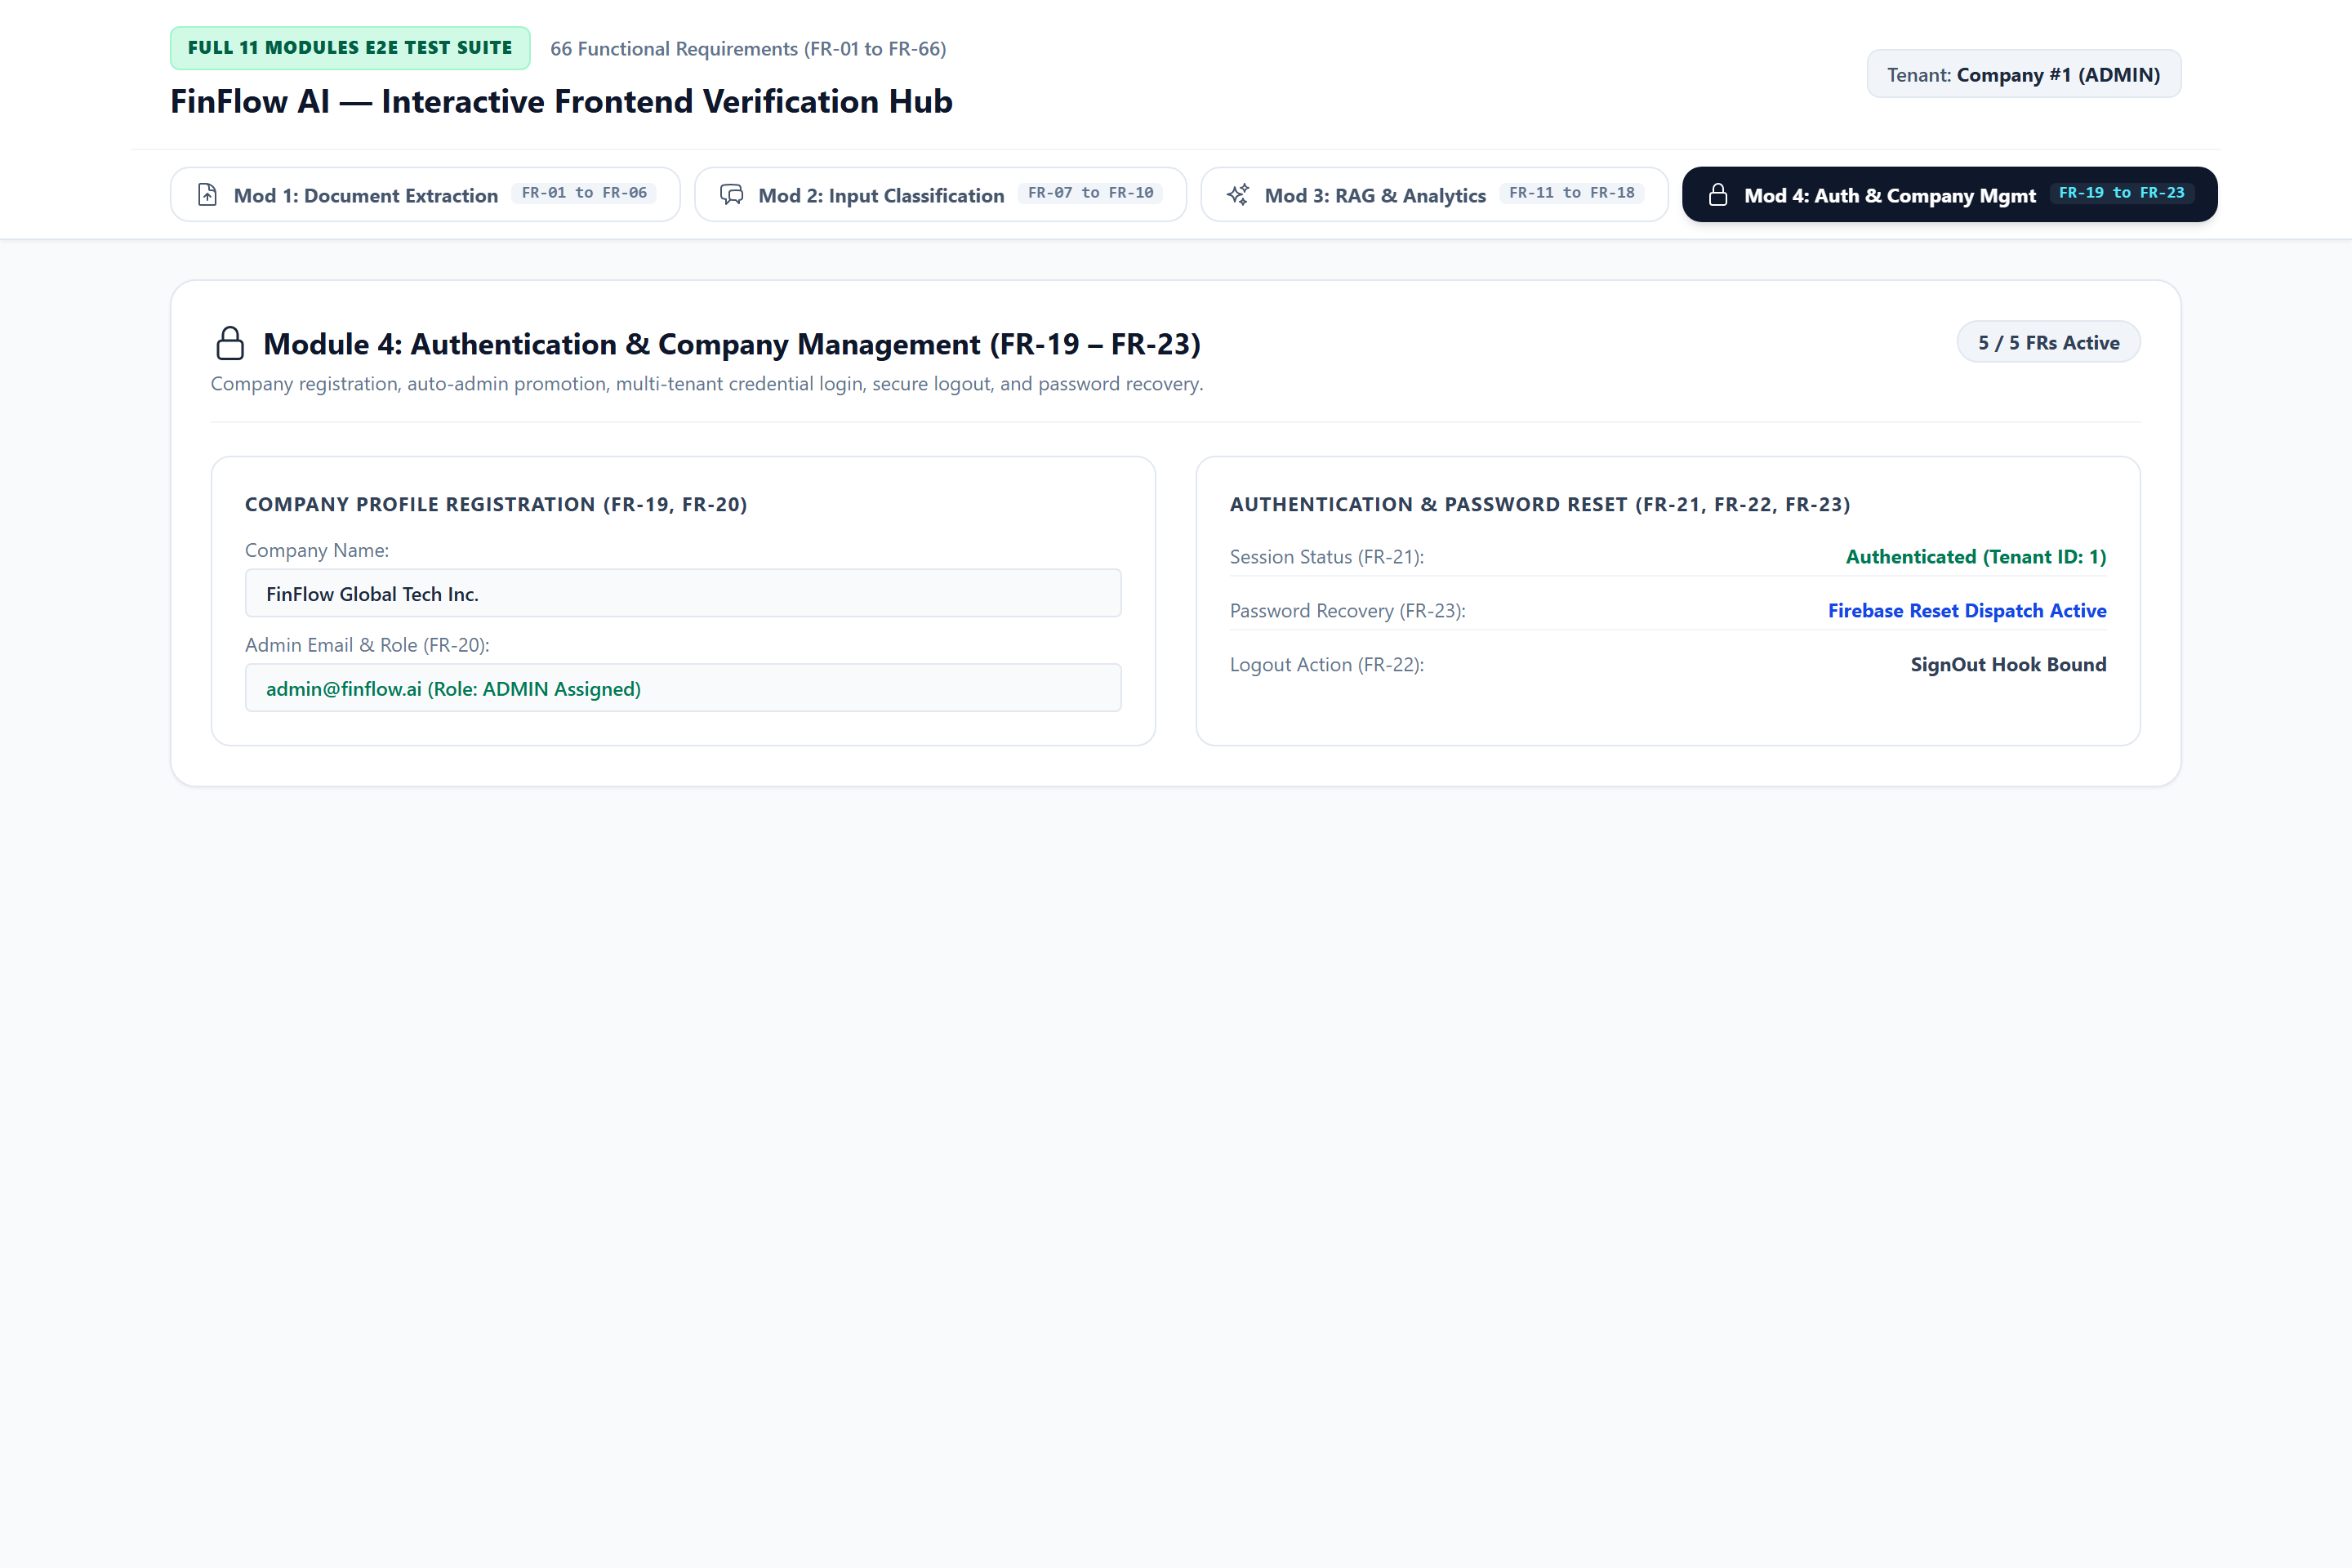 FULL 11 MODULES E2E TEST SUITE
66 Functional Requirements (FR-01 to FR-66)
FinFlow AI — Interactive Frontend Verification Hub
Tenant: Company #1 (ADMIN)
Mod 1: Document Extraction FR-01 to FR-06
Mod 2: Input Classification FR-07 to FR-10
Mod 3: RAG & Analytics FR-11 to FR-18
Mod 4: Auth & Company Mgmt FR-19 to FR-23
Module 4: Authentication & Company Management (FR-19 – FR-23)
5 / 5 FRs Active
Company registration, auto-admin promotion, multi-tenant credential login, secure logout, and password recovery.
COMPANY PROFILE REGISTRATION (FR-19, FR-20)
Company Name:
FinFlow Global Tech Inc.
Admin Email & Role (FR-20):
admin@finflow.ai (Role: ADMIN Assigned)
AUTHENTICATION & PASSWORD RESET (FR-21, FR-22, FR-23)
Session Status (FR-21): Authenticated (Tenant ID: 1)
Password Recovery (FR-23): Firebase Reset Dispatch Active
Logout Action (FR-22): SignOut Hook Bound